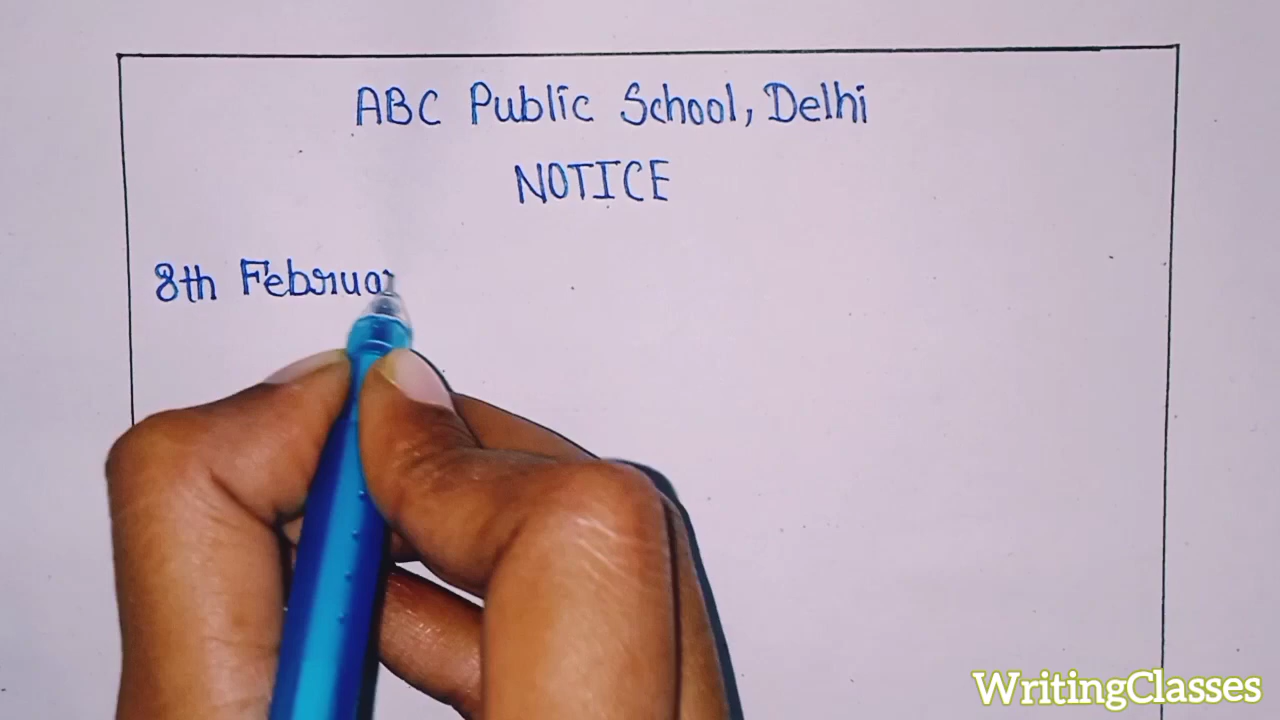 ABC Public School, Delhi
NOTICE
8th Februar
WritingClasses